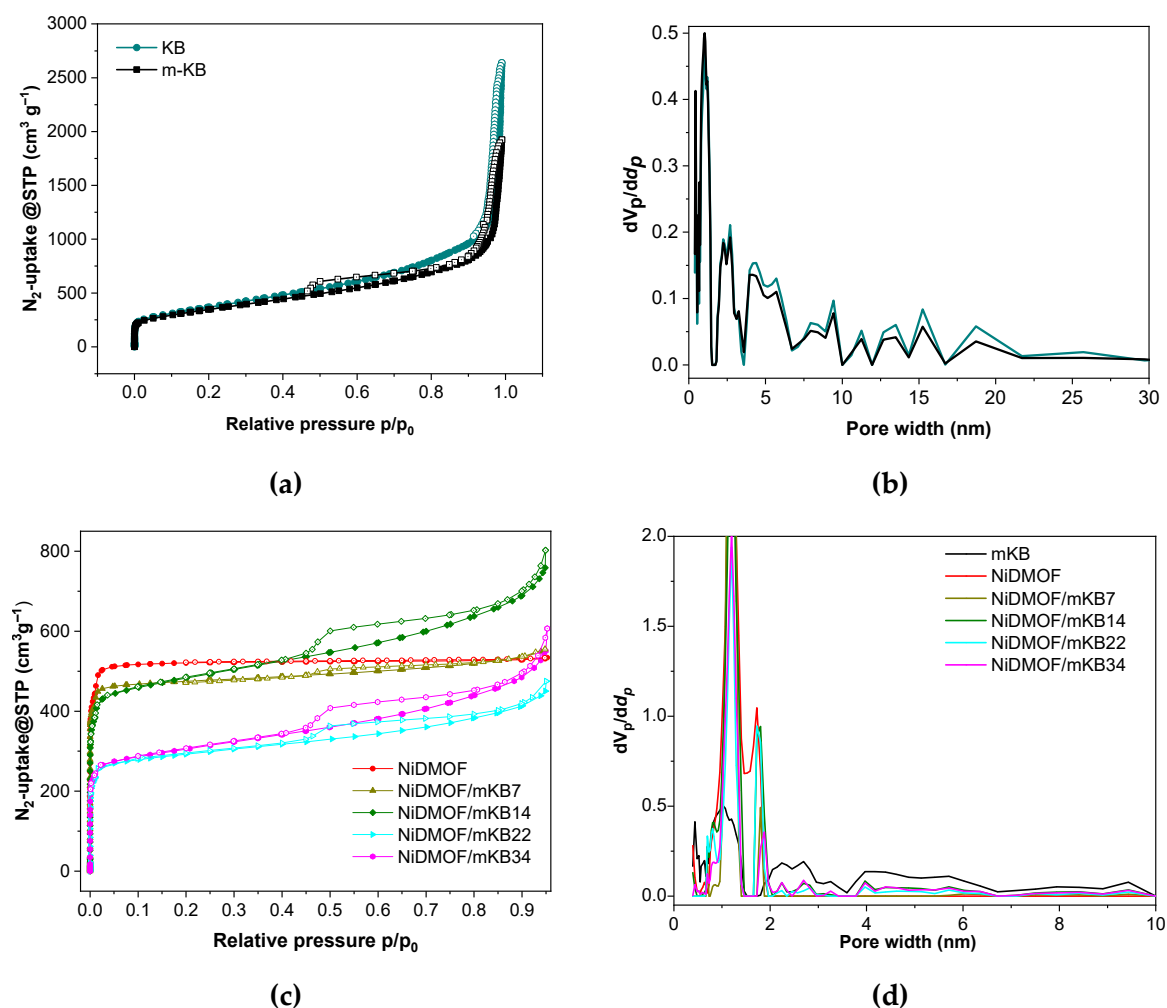 3000
2500
2000
1500
1000
500
0
N₂-uptake @STP (cm³ g⁻¹)
KB
m-KB
0.0 0.2 0.4 0.6 0.8 1.0
Relative pressure p/p₀
(a)
0.5
0.4
0.3
0.2
0.1
0.0
dVp/ddp
0 5 10 15 20 25 30
Pore width (nm)
(b)
800
600
400
200
0
N₂-uptake@STP (cm³g⁻¹)
NiDMOF
NiDMOF/mKB7
NiDMOF/mKB14
NiDMOF/mKB22
NiDMOF/mKB34
0.0 0.1 0.2 0.3 0.4 0.5 0.6 0.7 0.8 0.9
Relative pressure p/p₀
(c)
2.0
1.5
1.0
0.5
0.0
dVp/ddp
mKB
NiDMOF
NiDMOF/mKB7
NiDMOF/mKB14
NiDMOF/mKB22
NiDMOF/mKB34
0 2 4 6 8 10
Pore width (nm)
(d)